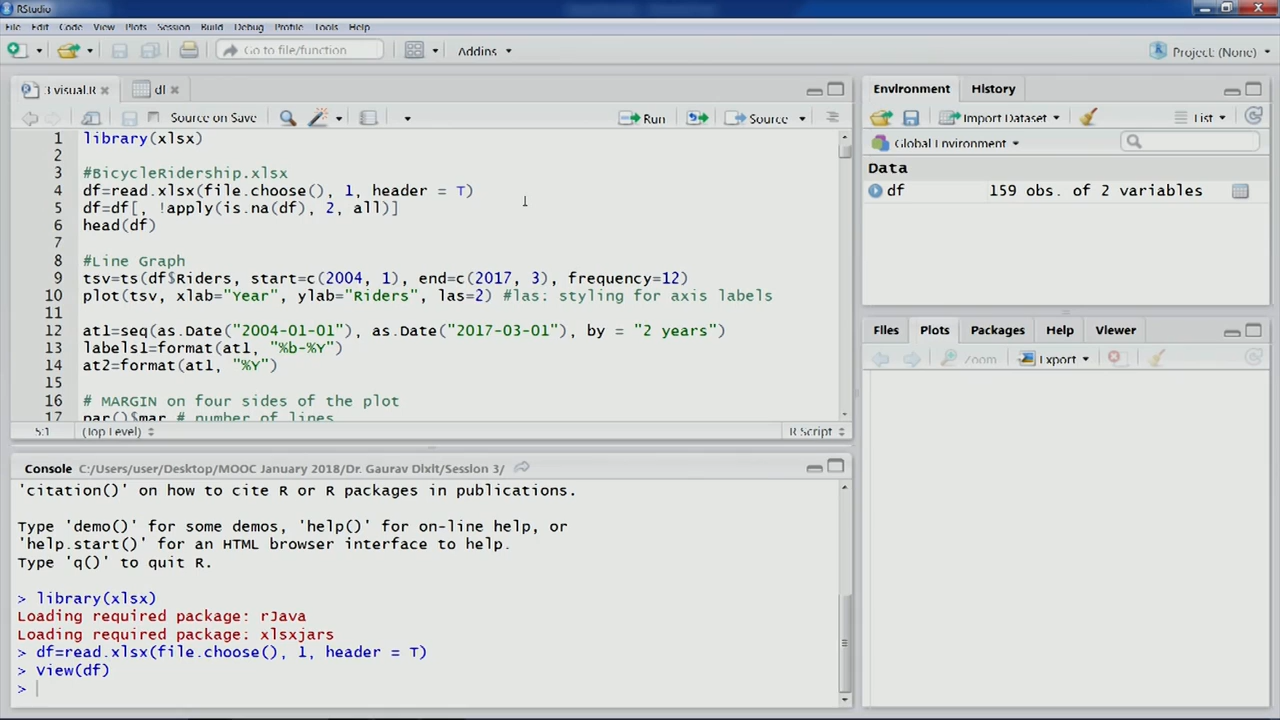 RStudio
File Edit Code View Plots Session Build Debug Profile Tools Help
Go to file/function Addins Project: (None)
3 visual.R df
Source on Save Run Source
1 library(xlsx)
2
3 #BicycleRidership.xlsx
4 df=read.xlsx(file.choose(), 1, header = T)
5 df=df[, !apply(is.na(df), 2, all)]
6 head(df)
7
8 #Line Graph
9 tsv=ts(df$Riders, start=c(2004, 1), end=c(2017, 3), frequency=12)
10 plot(tsv, xlab="Year", ylab="Riders", las=2) #las: styling for axis labels
11
12 at1=seq(as.Date("2004-01-01"), as.Date("2017-03-01"), by = "2 years")
13 labels1=format(at1, "%b-%Y")
14 at2=format(at1, "%Y")
15
16 # MARGIN on four sides of the plot
17 par()$mar # number of lines
5:1 (Top Level) R Script
Console C:/Users/user/Desktop/MOOC January 2018/Dr. Gaurav Dixit/Session 3/
'citation()' on how to cite R or R packages in publications.
Type 'demo()' for some demos, 'help()' for on-line help, or
'help.start()' for an HTML browser interface to help.
Type 'q()' to quit R.
> library(xlsx)
Loading required package: rJava
Loading required package: xlsxjars
> df=read.xlsx(file.choose(), 1, header = T)
> View(df)
>
Environment History
Import Dataset List
Global Environment
Data
df 159 obs. of 2 variables
Files Plots Packages Help Viewer
Zoom Export